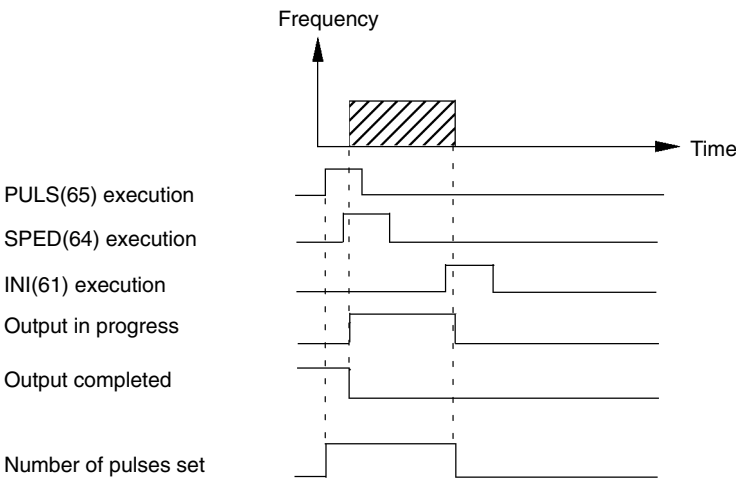 Frequency
Time
PULS(65) execution
SPED(64) execution
INI(61) execution
Output in progress
Output completed
Number of pulses set